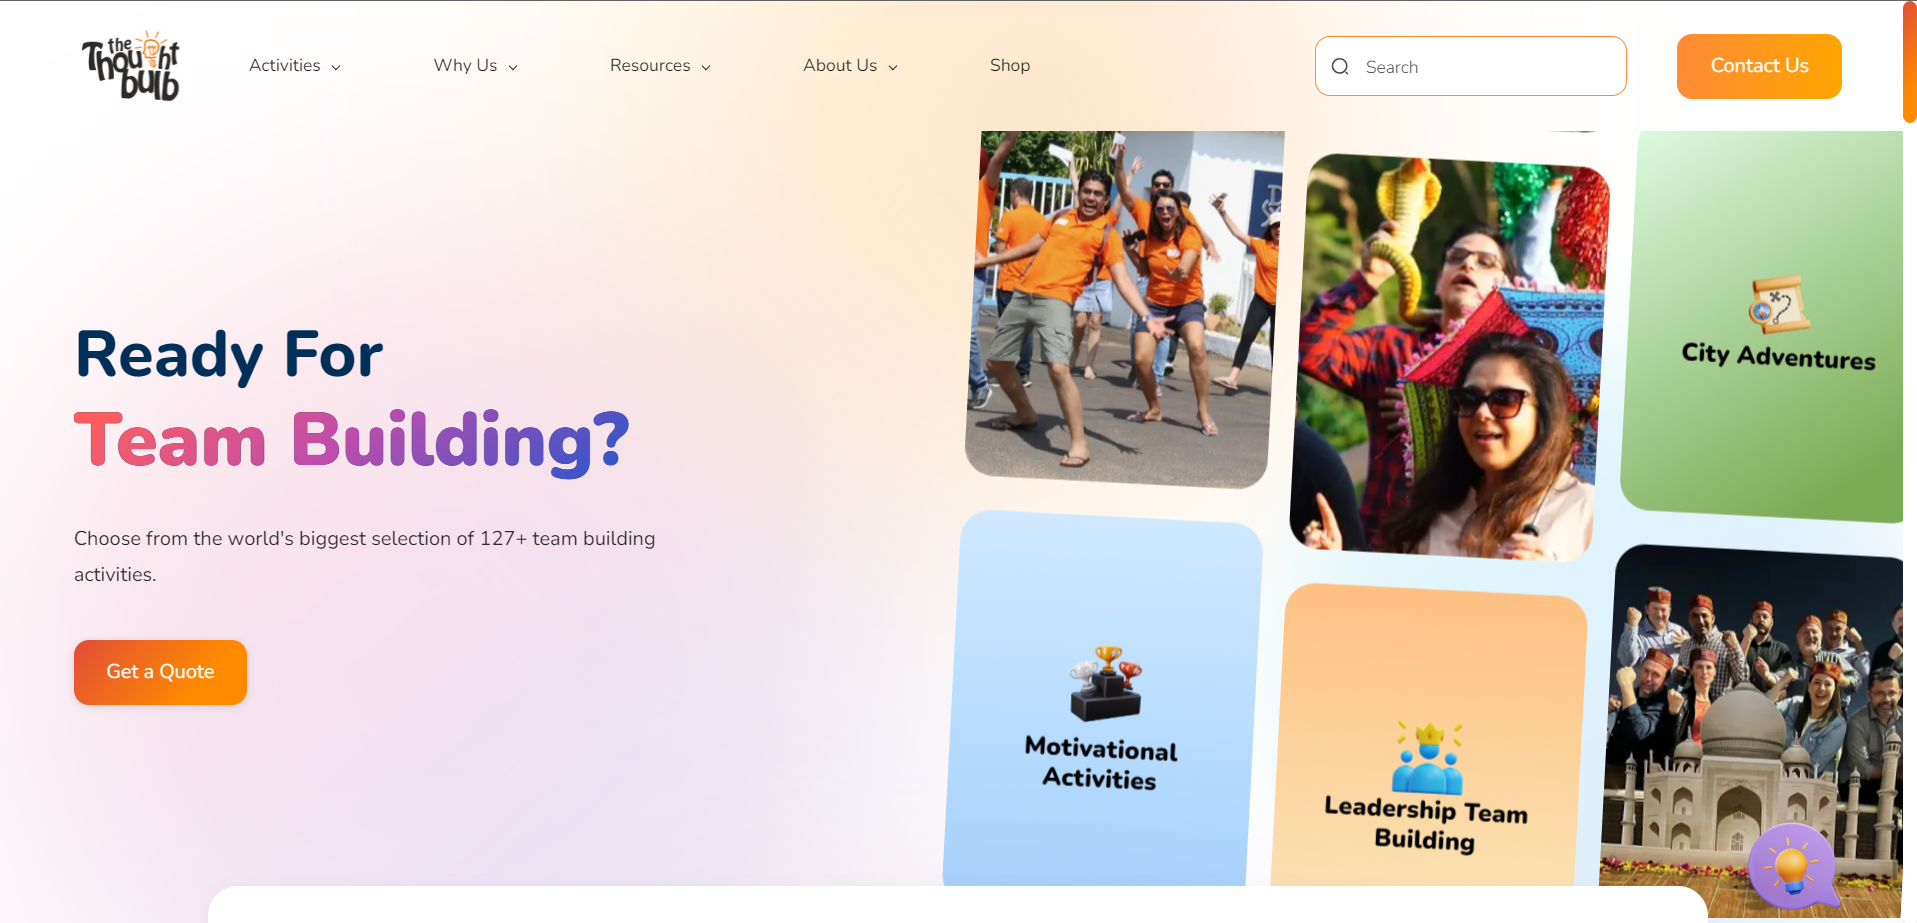 the
Thought
bulb
Activities
Why Us
Resources
About Us
Shop
Search
Contact Us
Ready For
Team Building?
Choose from the world's biggest selection of 127+ team building
activities.
Get a Quote
City Adventures
Motivational
Activities
Leadership Team
Building